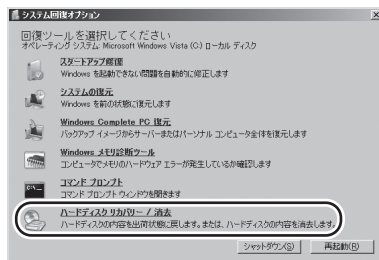 システム回復オプション
回復ツールを選択してください
オペレーティング システム: Microsoft Windows Vista (C:) ローカル ディスク
スタートアップ修復
Windows を起動できない問題を自動的に修正します
システムの復元
Windows を前の状態に復元します
Windows Complete PC 復元
バックアップ イメージからサーバーまたはパーソナル コンピュータ全体を復元します
Windows メモリ診断ツール
コンピュータでメモリのハードウェア エラーが発生しているか確認します
コマンド プロンプト
コマンド プロンプト ウィンドウを開きます
ハードディスク リカバリー / 消去
ハードディスクの内容を出荷状態に戻します。または、ハードディスクの内容を消去します。
シャットダウン(S) 再起動(R)